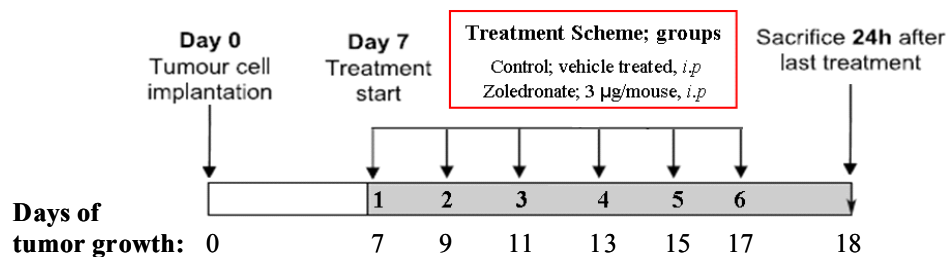 Day 0
Tumour cell
implantation
Day 7
Treatment
start
Treatment Scheme; groups
Control; vehicle treated, i.p
Zoledronate; 3 µg/mouse, i.p
Sacrifice 24h after
last treatment
1 2 3 4 5 6
Days of
tumor growth: 0 7 9 11 13 15 17 18